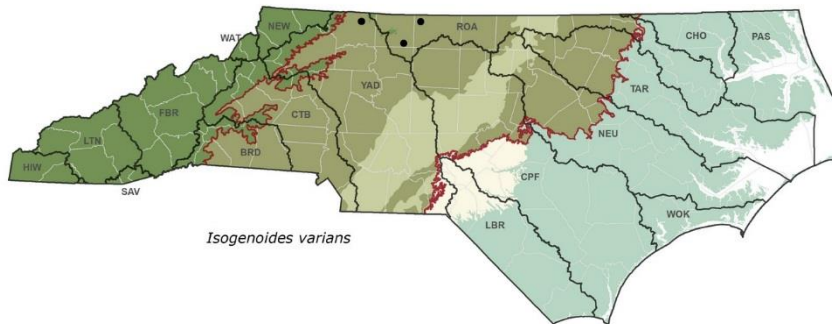 NEW
ROA
CHO
PAS
WAT
YAD
TAR
FBR
CTB
NEU
LTN
BRD
HIW
CPF
SAV
WOK
LBR
Isogenoides varians